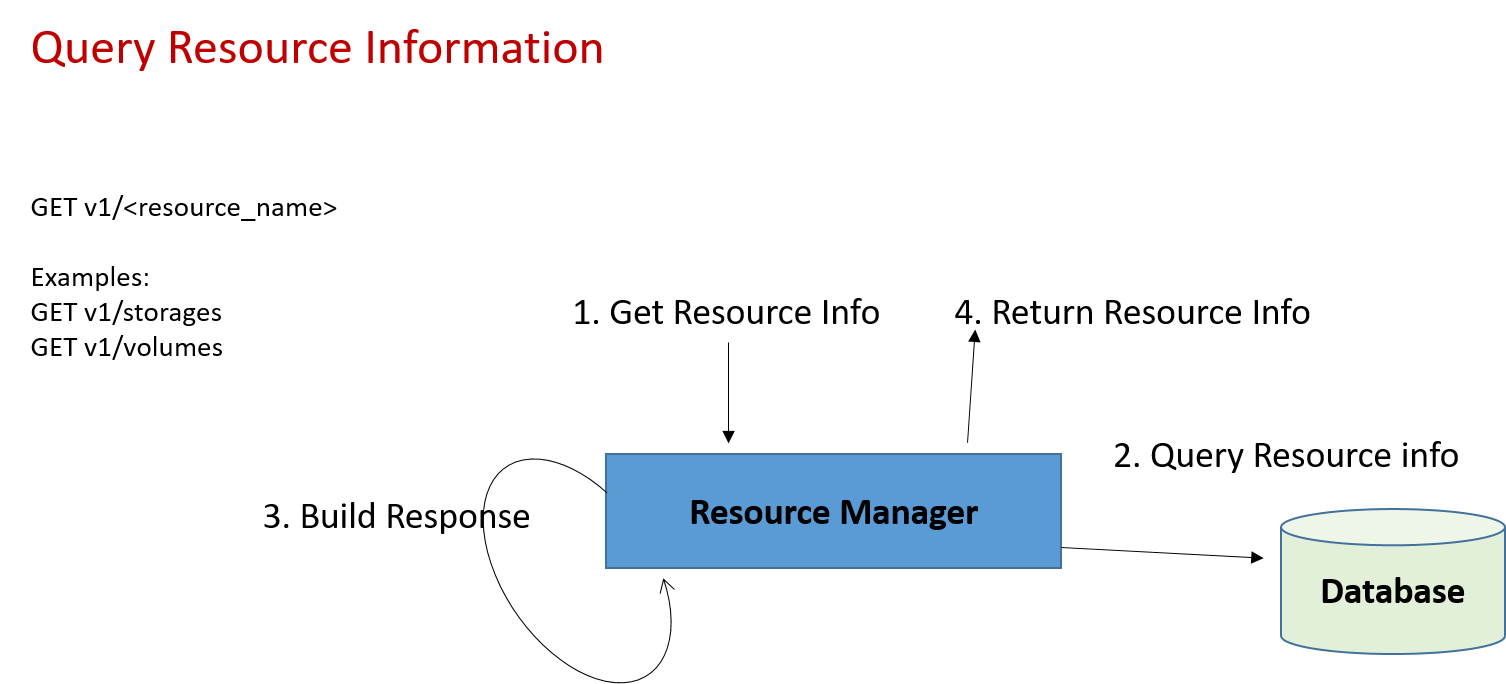 Query Resource Information
GET v1/<resource_name>
Examples:
GET v1/storages
GET v1/volumes
1. Get Resource Info
4. Return Resource Info
2. Query Resource info
3. Build Response
Resource Manager
Database